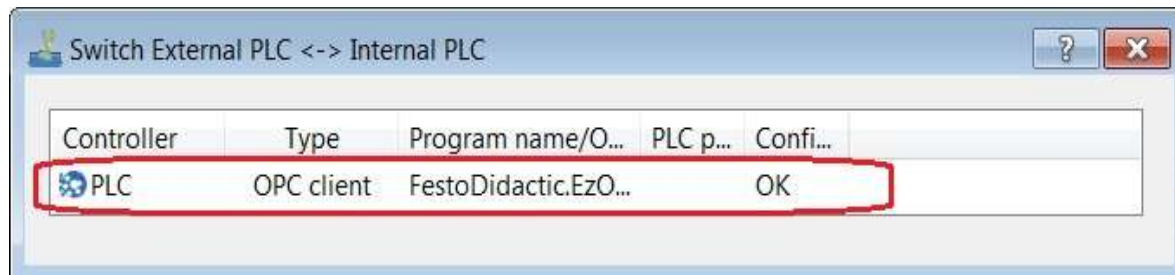 Switch External PLC <-> Internal PLC
Controller Type Program name/O... PLC p... Confi...
PLC OPC client FestoDidactic.EzO... OK